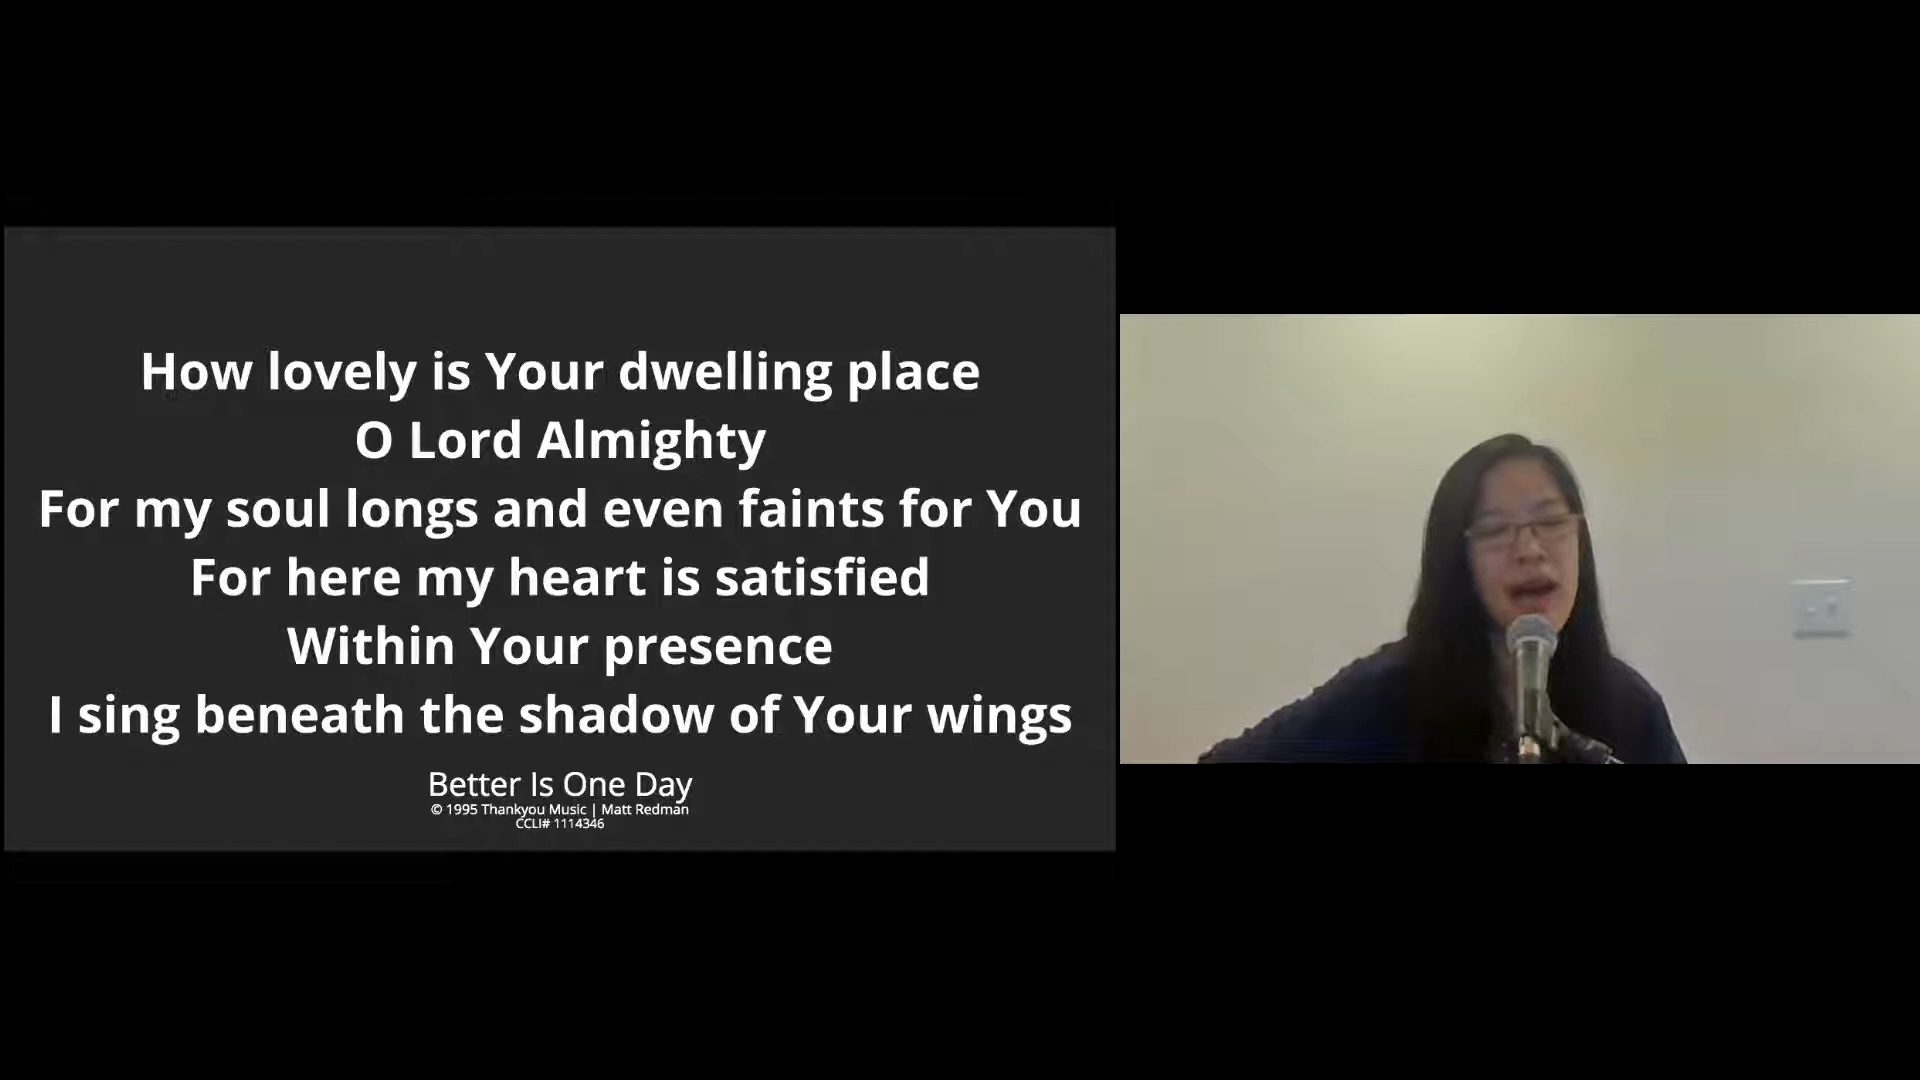 How lovely is Your dwelling place
O Lord Almighty
For my soul longs and even faints for You
For here my heart is satisfied
Within Your presence
I sing beneath the shadow of Your wings
Better Is One Day
© 1995 Thankyou Music | Matt Redman
CCLI# 1114346